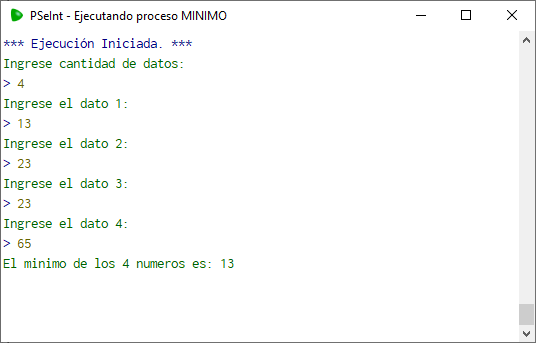 PSeInt - Ejecutando proceso MINIMO
*** Ejecución Iniciada. ***
Ingrese cantidad de datos:
> 4
Ingrese el dato 1:
> 13
Ingrese el dato 2:
> 23
Ingrese el dato 3:
> 23
Ingrese el dato 4:
> 65
El minimo de los 4 numeros es: 13